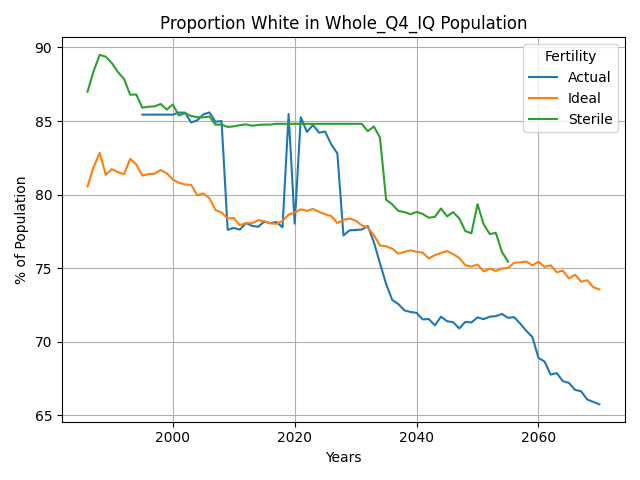 Proportion White in Whole_Q4_IQ Population
Fertility
Actual
Ideal
Sterile
% of Population
90
85
80
75
70
65
2000
2020
2040
2060
Years